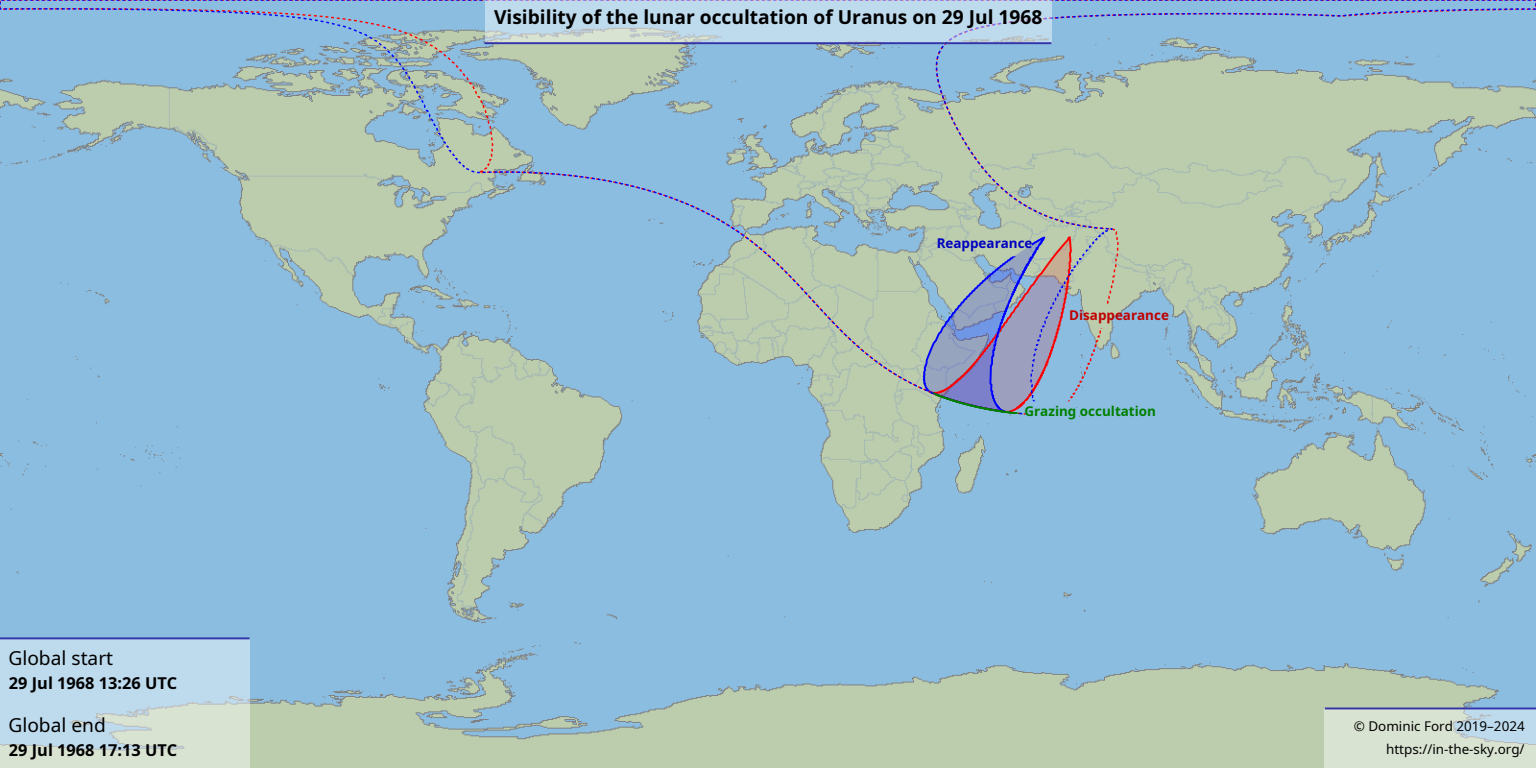 Visibility of the lunar occultation of Uranus on 29 Jul 1968
Reappearance
Disappearance
Grazing occultation
Global start
29 Jul 1968 13:26 UTC
Global end
29 Jul 1968 17:13 UTC
© Dominic Ford 2019–2024
https://in-the-sky.org/